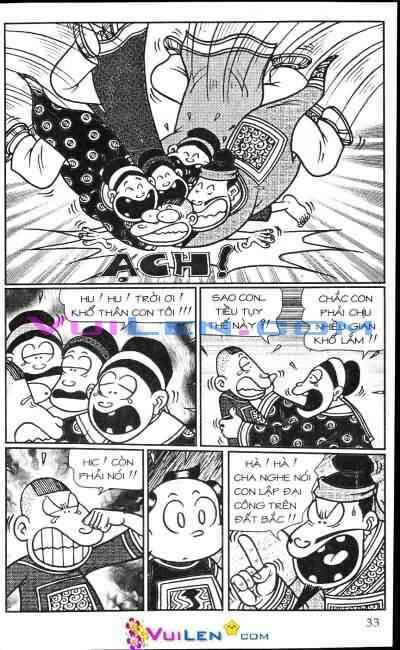 ẠCH!
HU! HU! TRỜI ƠI!
KHỔ THÂN CON TÔI!!!
SAO CON...
TIỀU TỤY
THẾ NÀY!!
CHẮC CON
PHẢI CHỊU
NHIỀU GIAN
KHỔ LẮM!!
VUILEN.COM
HIC! CÒN
PHẢI NÓI!!
HÀ! HÀ!
CHA NGHE NÓI
CON LẬP ĐẠI
CÔNG TRÊN
ĐẤT BẮC!!
33
VUILEN.COM